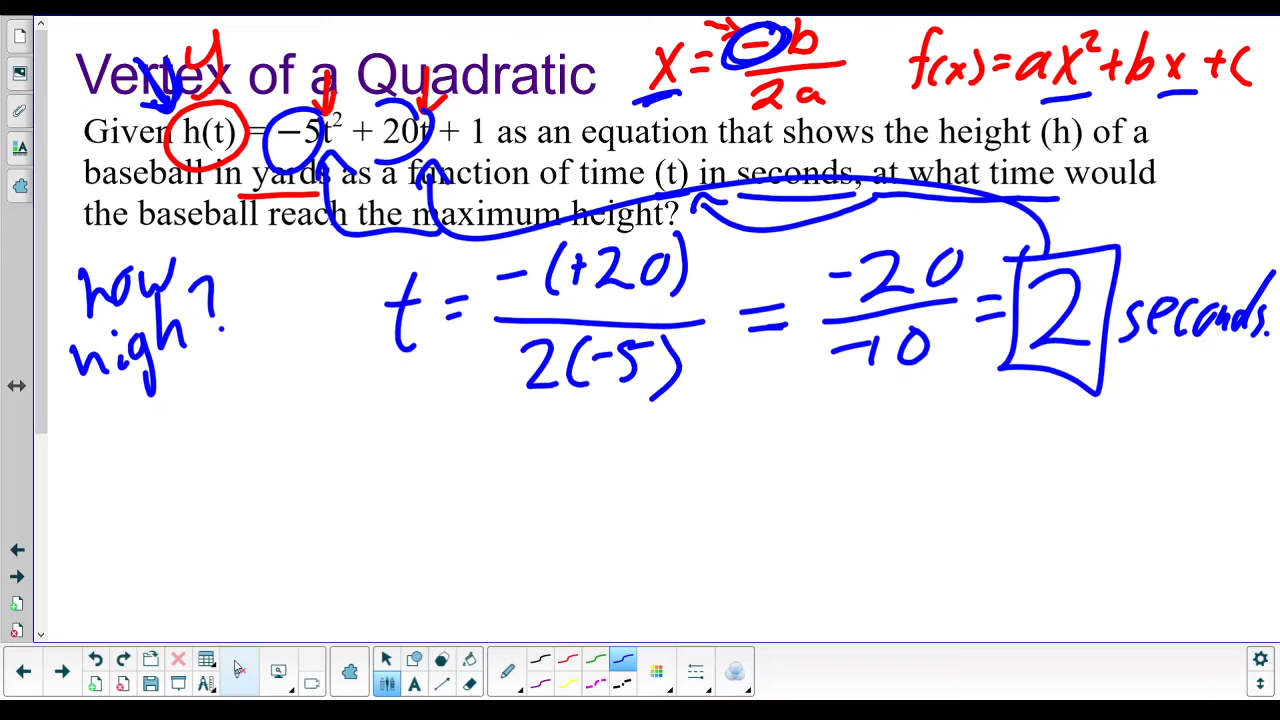 Vertex of a Quadratic
y
x = -b / 2a
f(x) = ax² + bx + c
Given h(t) = −5t² + 20t + 1 as an equation that shows the height (h) of a
baseball in yards as a function of time (t) in seconds, at what time would
the baseball reach the maximum height?
how
high?
t = -(+20) / 2(-5) = -20 / -10 = 2 seconds.